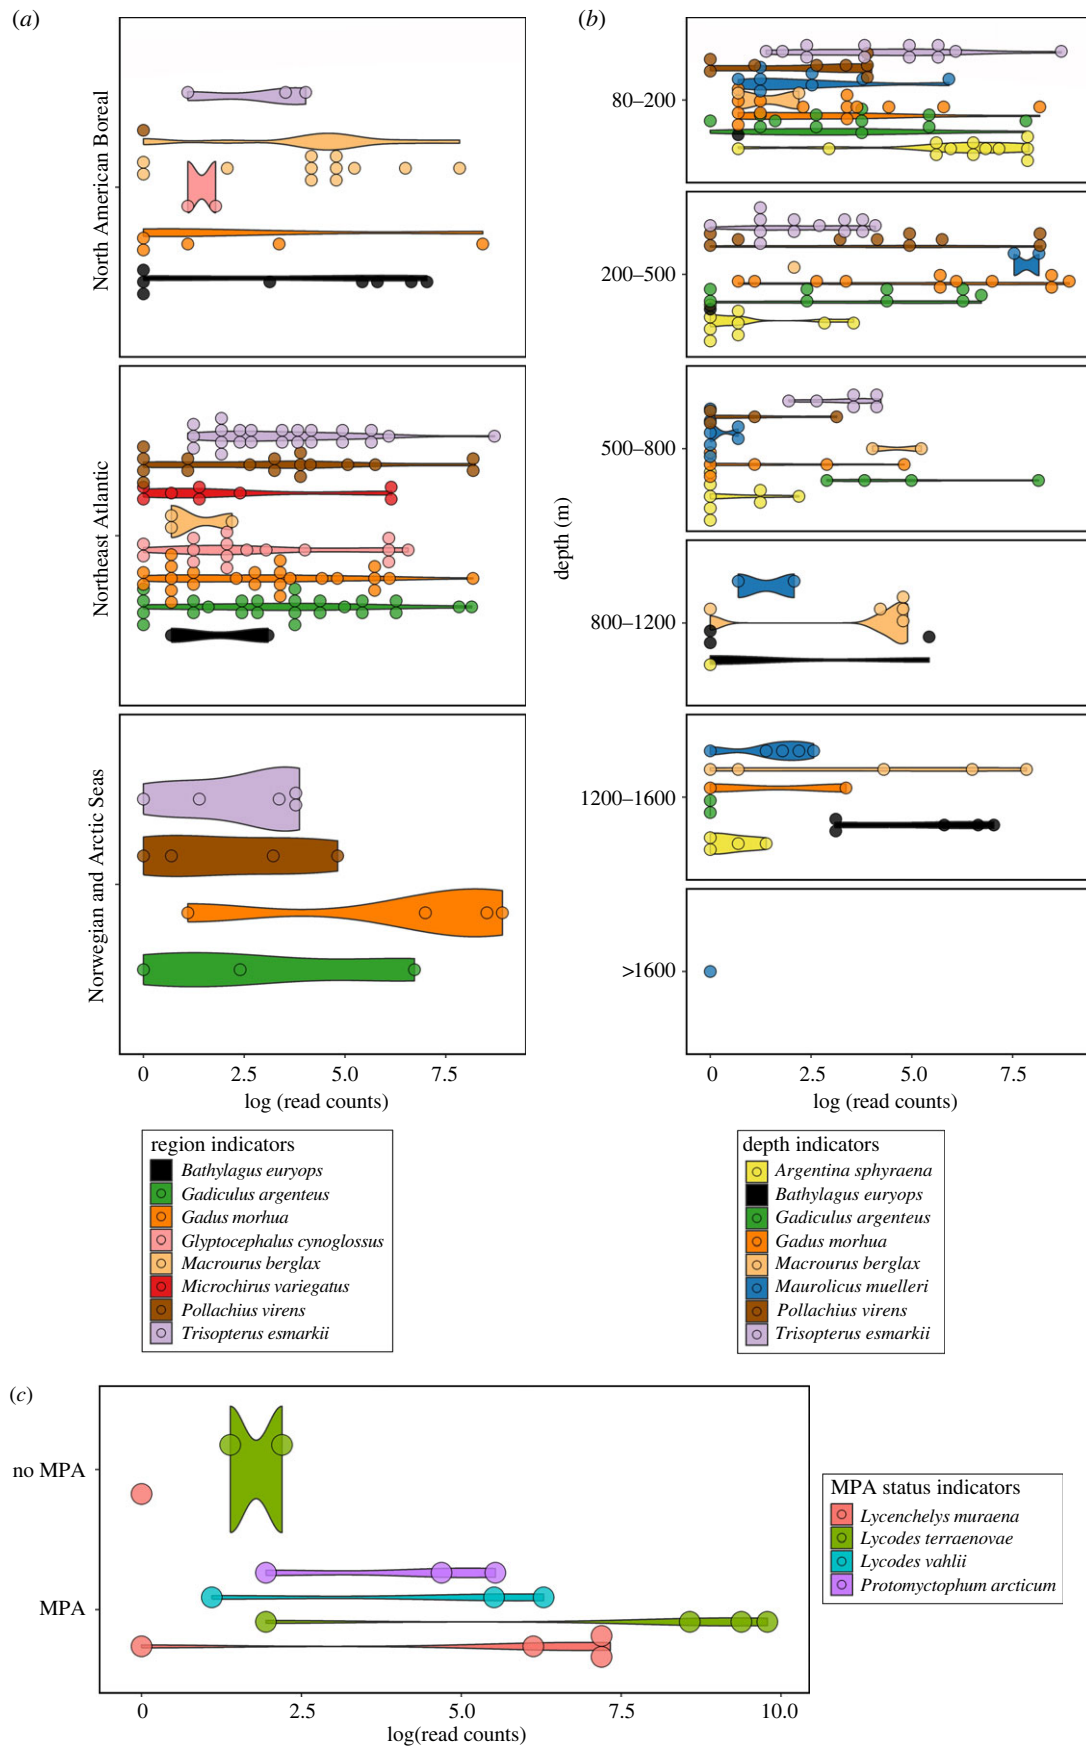 (a)
North American Boreal
Northeast Atlantic
Norwegian and Arctic Seas
0 2.5 5.0 7.5
log (read counts)
region indicators
Bathylagus euryops
Gadiculus argenteus
Gadus morhua
Glyptocephalus cynoglossus
Macrourus berglax
Microchirus variegatus
Pollachius virens
Trisopterus esmarkii
(b)
depth (m)
80–200
200–500
500–800
800–1200
1200–1600
>1600
0 2.5 5.0 7.5
log (read counts)
depth indicators
Argentina sphyraena
Bathylagus euryops
Gadiculus argenteus
Gadus morhua
Macrourus berglax
Maurolicus muelleri
Pollachius virens
Trisopterus esmarkii
(c)
no MPA
MPA
0 2.5 5.0 7.5 10.0
log(read counts)
MPA status indicators
Lycenchelys muraena
Lycodes terraenovae
Lycodes vahlii
Protomyctophum arcticum